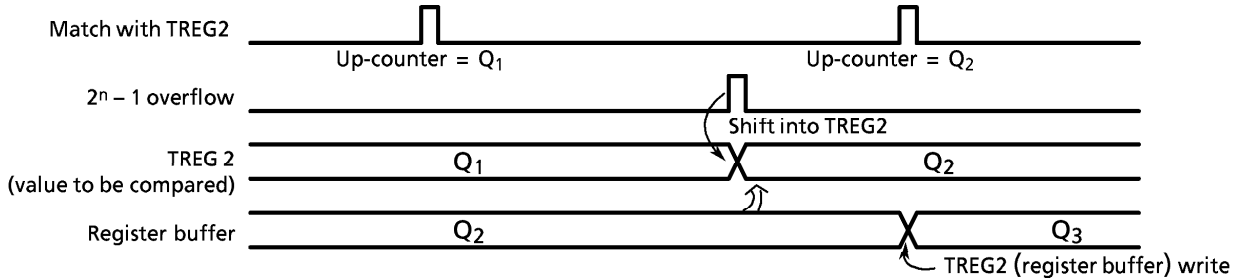 Match with TREG2
Up-counter = Q₁
Up-counter = Q₂
2ⁿ – 1 overflow
Shift into TREG2
TREG 2
(value to be compared)
Q₁
Q₂
Register buffer
Q₂
Q₃
TREG2 (register buffer) write